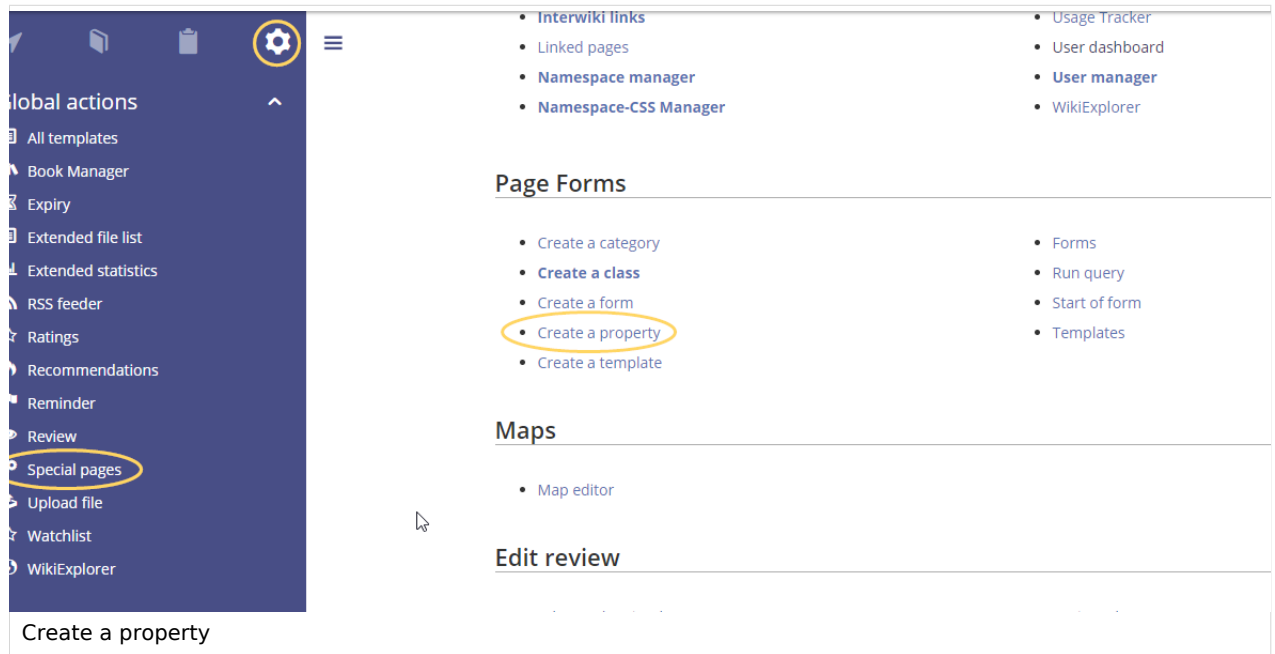 Global actions
All templates
Book Manager
Expiry
Extended file list
Extended statistics
RSS feeder
Ratings
Recommendations
Reminder
Review
Special pages
Upload file
Watchlist
WikiExplorer
Interwiki links
Linked pages
Namespace manager
Namespace-CSS Manager
Usage Tracker
User dashboard
User manager
WikiExplorer
Page Forms
Create a category
Create a class
Create a form
Create a property
Create a template
Forms
Run query
Start of form
Templates
Maps
Map editor
Edit review
Create a property